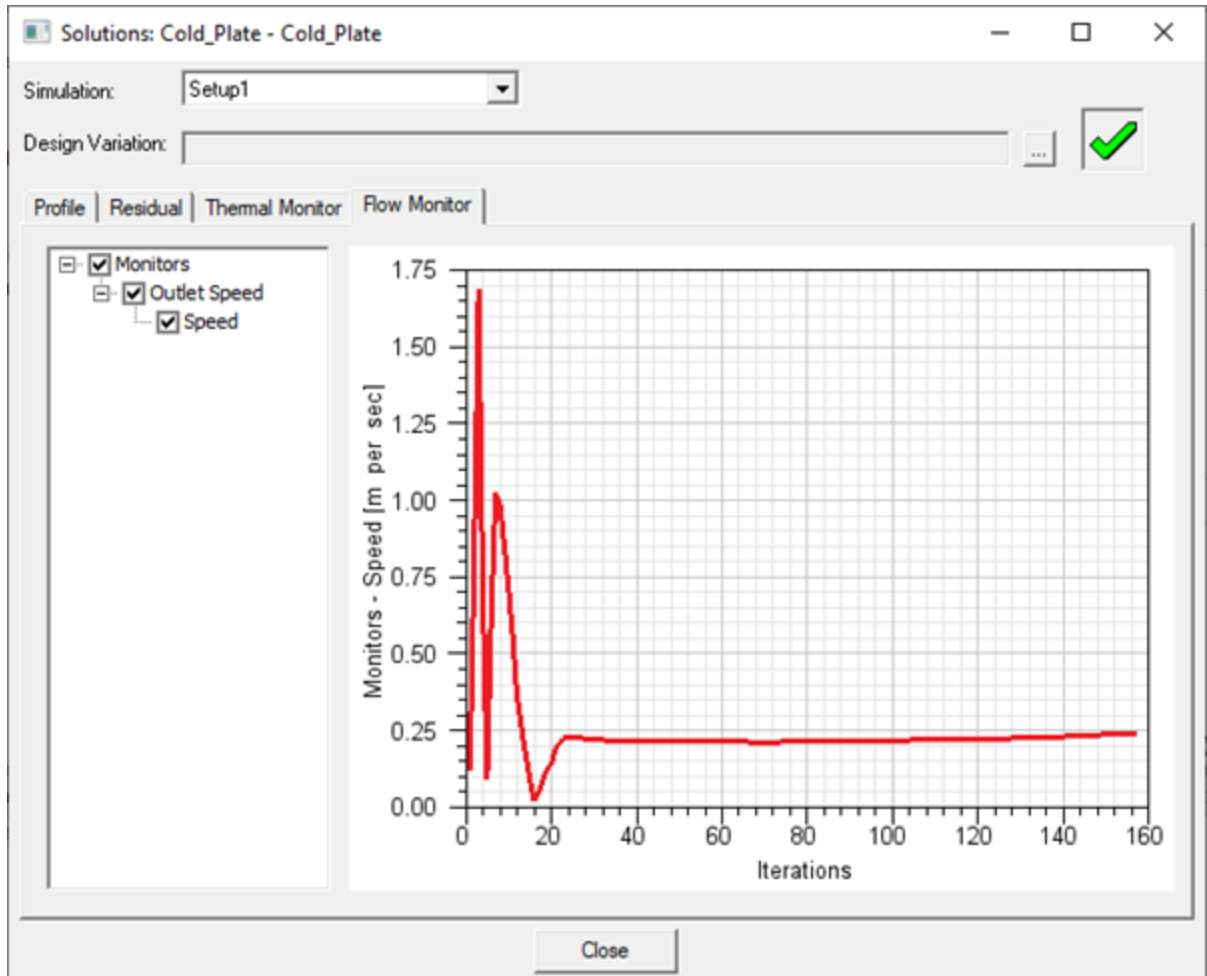 Solutions: Cold_Plate - Cold_Plate
Simulation: Setup1
Design Variation: ...
Profile Residual Thermal Monitor Flow Monitor
Monitors
Outlet Speed
Speed
Monitors - Speed [m per sec]
1.75
1.50
1.25
1.00
0.75
0.50
0.25
0.00
0 20 40 60 80 100 120 140 160
Iterations
Close